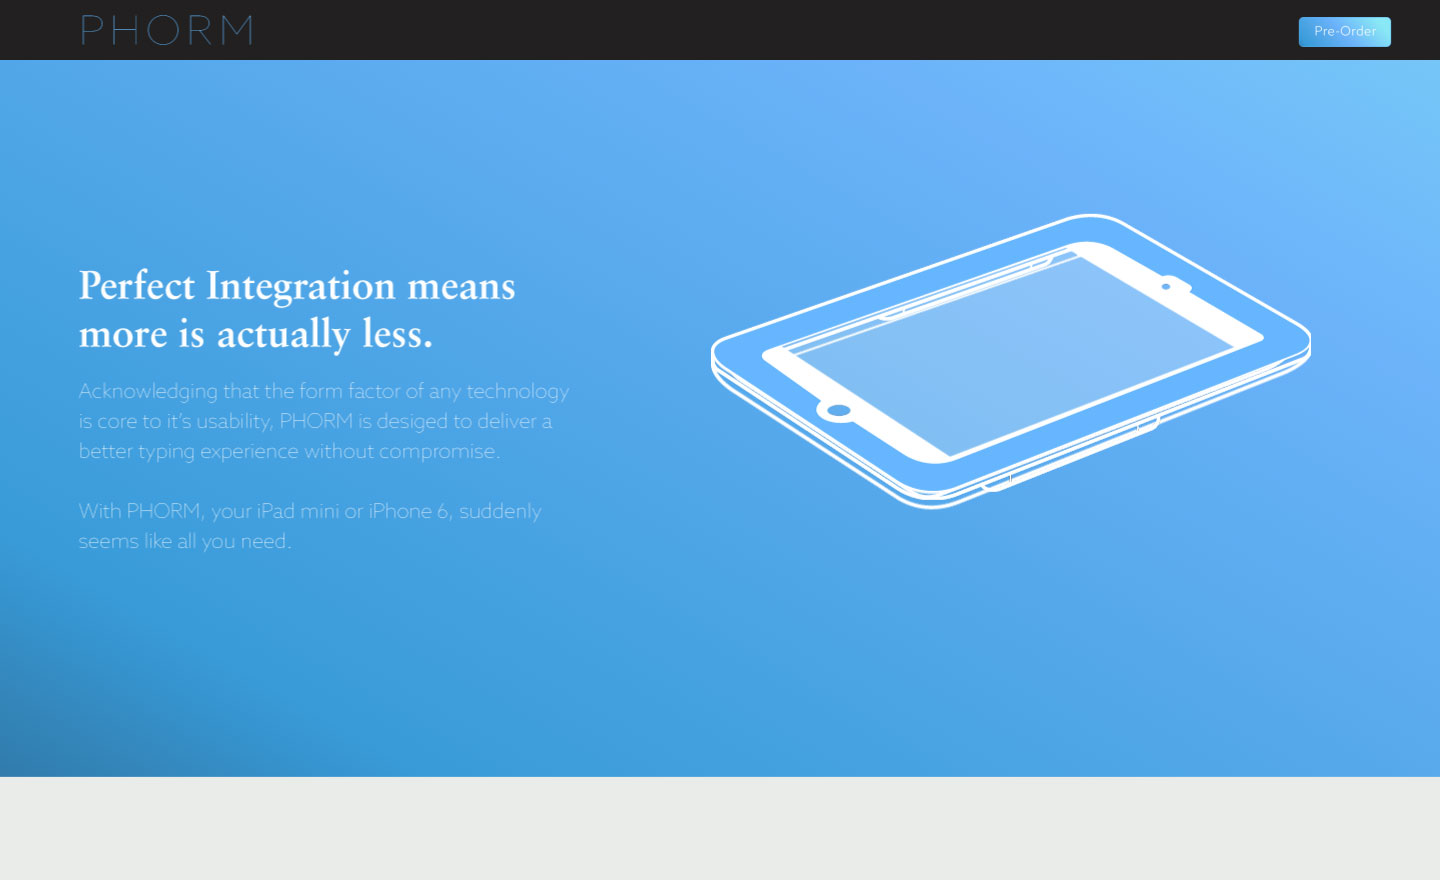 PHORM
Pre-Order
Perfect Integration means
more is actually less.
Acknowledging that the form factor of any technology
is core to it's usability, PHORM is desiged to deliver a
better typing experience without compromise.
With PHORM, your iPad mini or iPhone 6, suddenly
seems like all you need.